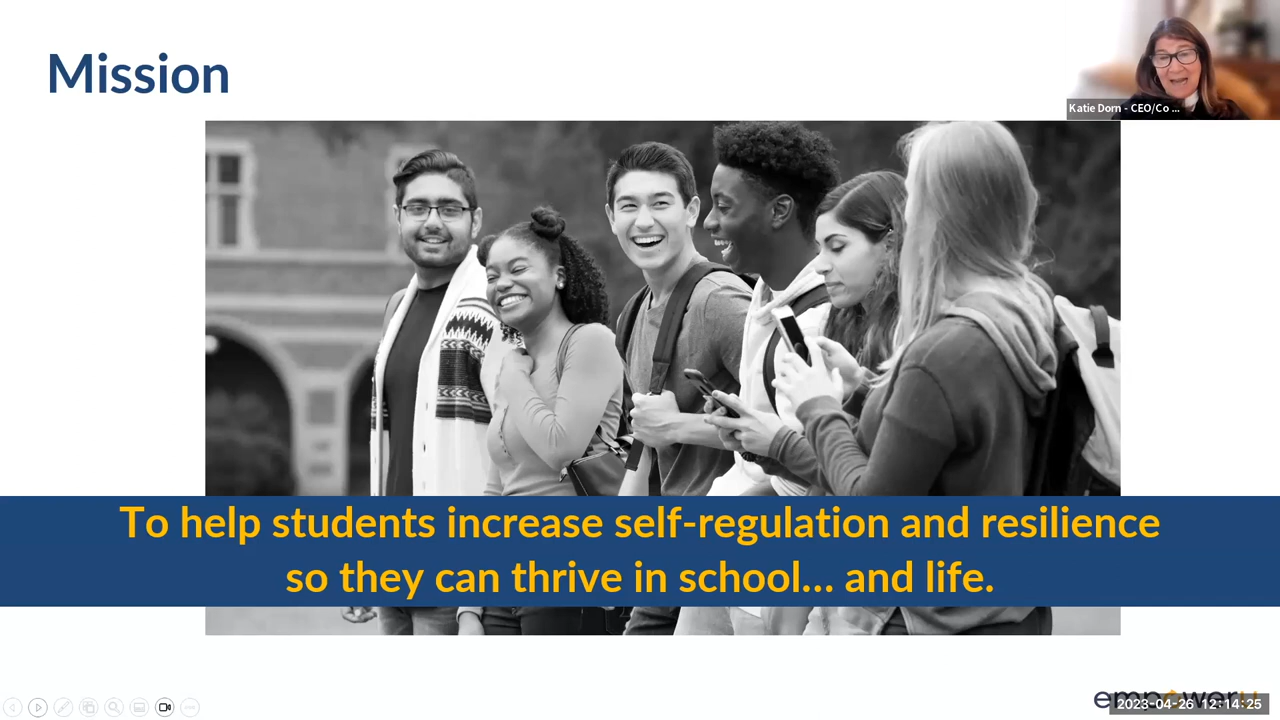 Mission
Katie Dorn - CEO/Co ...
To help students increase self-regulation and resilience
so they can thrive in school... and life.
empoweru
2023-04-26 12:14:25